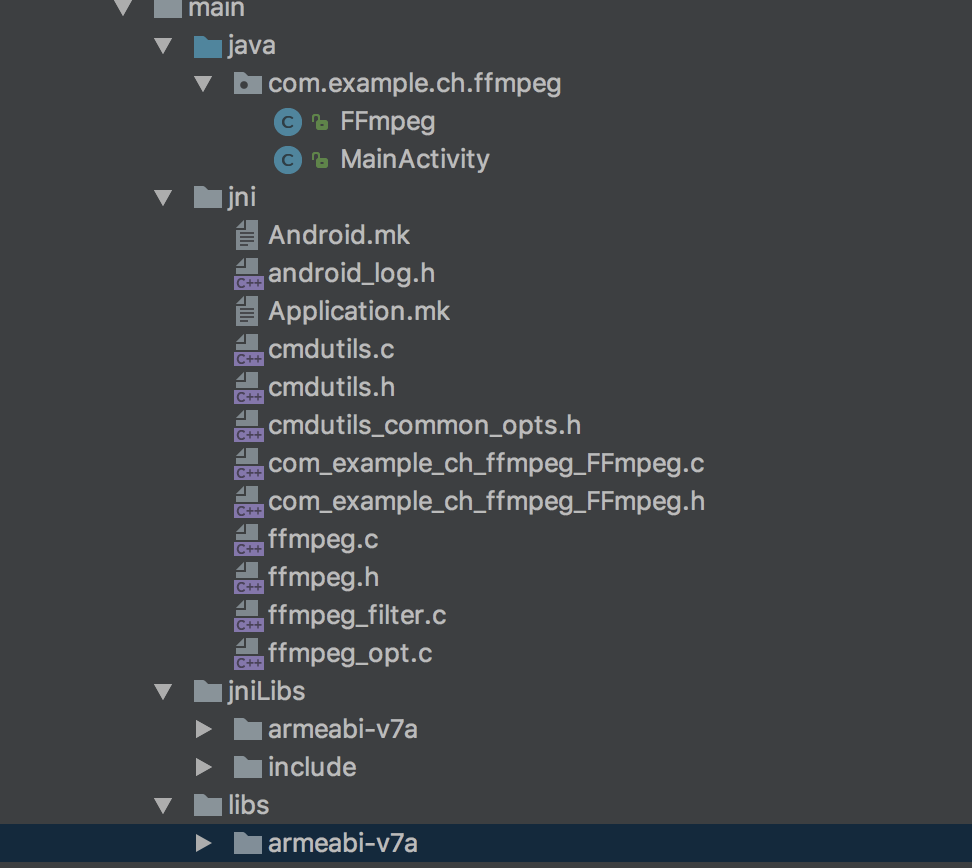 main
java
com.example.ch.ffmpeg
C FFmpeg
C MainActivity
jni
Android.mk
C++ android_log.h
Application.mk
C++ cmdutils.c
C++ cmdutils.h
C++ cmdutils_common_opts.h
C++ com_example_ch_ffmpeg_FFmpeg.c
C++ com_example_ch_ffmpeg_FFmpeg.h
C++ ffmpeg.c
C++ ffmpeg.h
C++ ffmpeg_filter.c
C++ ffmpeg_opt.c
jniLibs
armeabi-v7a
include
libs
armeabi-v7a